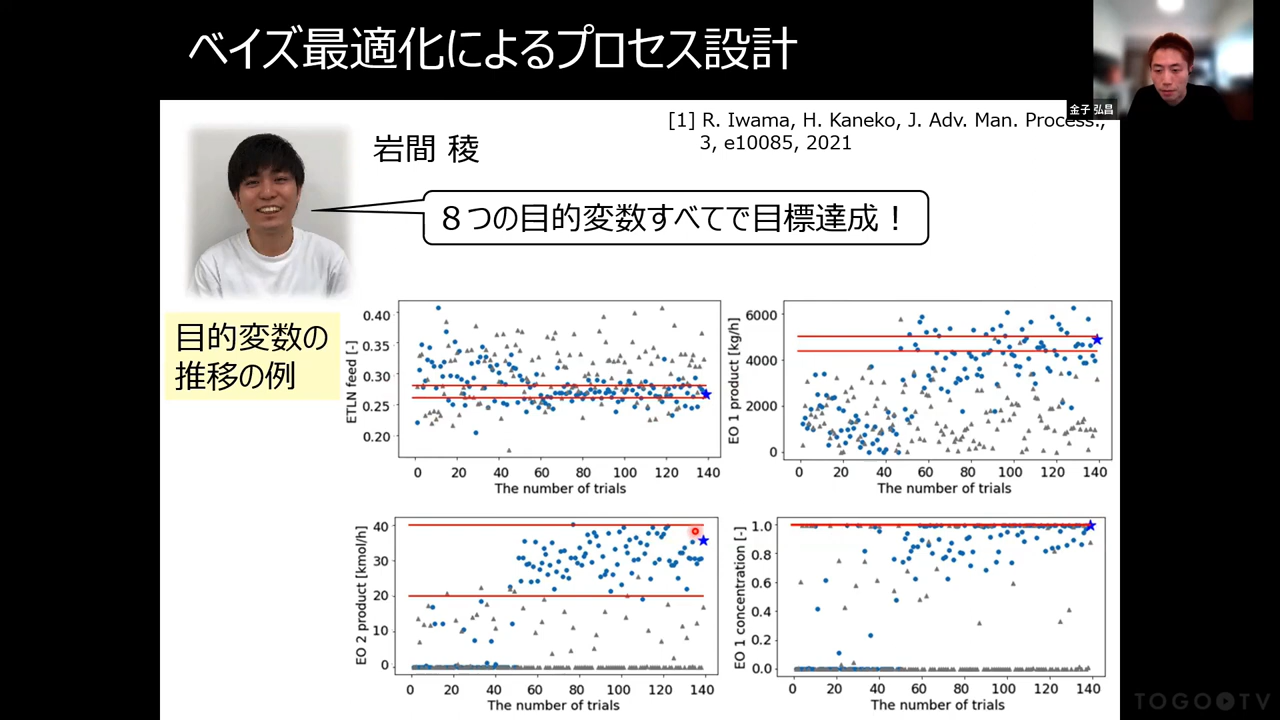 ベイズ最適化によるプロセス設計
金子 弘昌
[1] R. Iwama, H. Kaneko, J. Adv. Man. Process.,
3, e10085, 2021
岩間 稜
８つの目的変数すべてで目標達成！
目的変数の
推移の例
ETLN feed [-]
0.40
0.35
0.30
0.25
0.20
0 20 40 60 80 100 120 140
The number of trials
EO 1 product [kg/h]
6000
4000
2000
0
0 20 40 60 80 100 120 140
The number of trials
EO 2 product [kmol/h]
40
30
20
10
0
0 20 40 60 80 100 120 140
The number of trials
EO 1 concentration [-]
1.0
0.8
0.6
0.4
0.2
0.0
0 20 40 60 80 100 120 140
The number of trials
TOGO TV